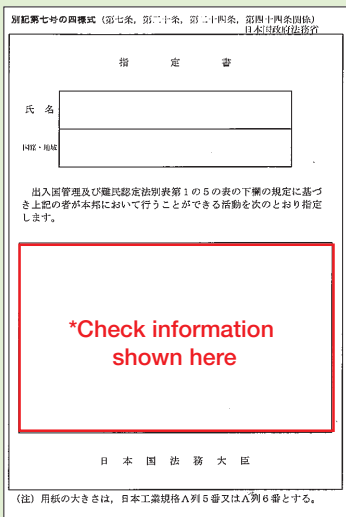 別記第七号の四様式（第七条，第二十条，第二十四条，第四十四条関係）
日本国政府法務省
指 定 書
氏 名
国籍・地域
出入国管理及び難民認定法別表第１の５の表の下欄の規定に基づ
き上記の者が本邦において行うことができる活動を次のとおり指定
します。
*Check information
shown here
日 本 国 法 務 大 臣
（注）用紙の大きさは，日本工業規格Ａ列５番又はＡ列６番とする。